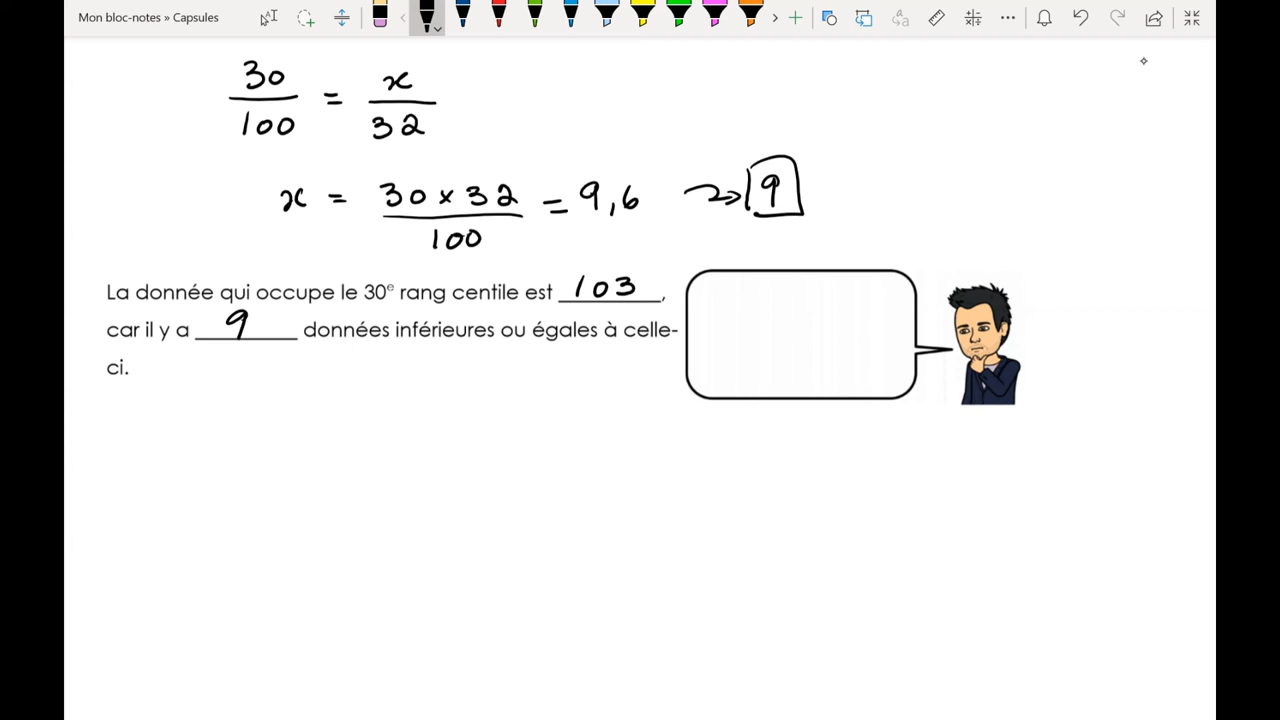 Mon bloc-notes » Capsules
30/100 = x/32
x = 30 x 32/100 = 9,6 → 9
La donnée qui occupe le 30e rang centile est 103,
car il y a 9 données inférieures ou égales à celle-
ci.